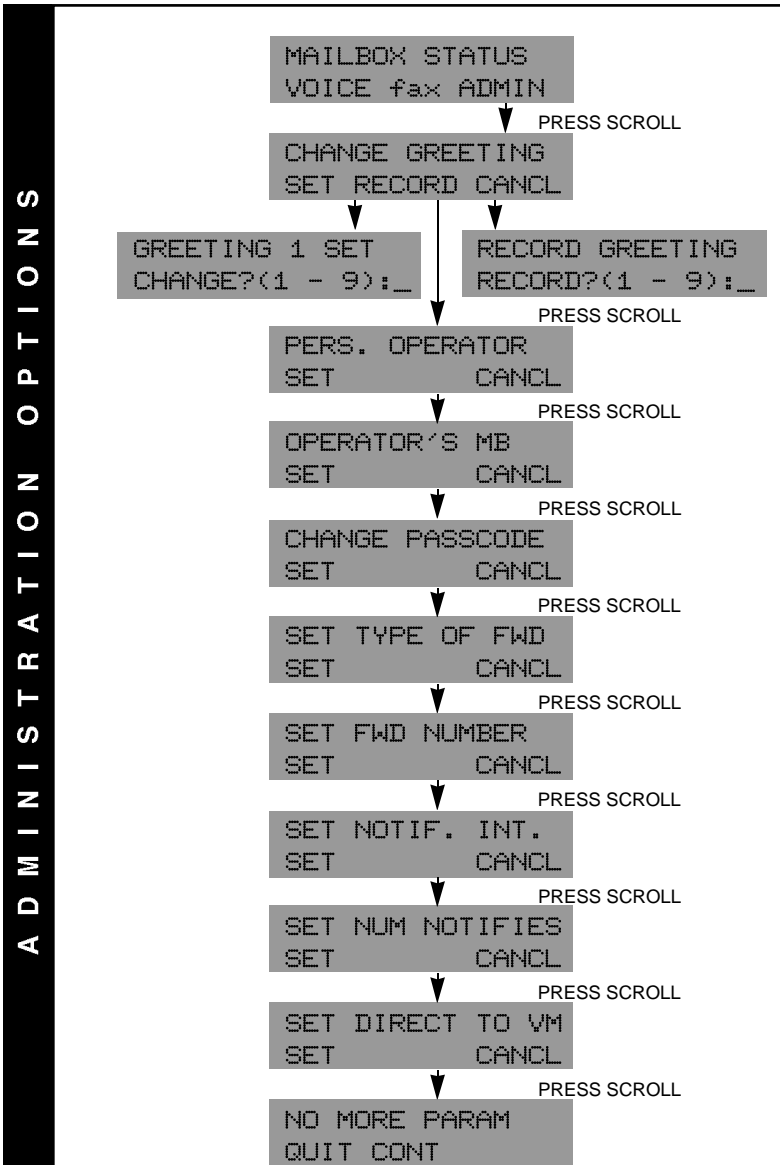 ADMINISTRATION OPTIONS
MAILBOX STATUS
VOICE fax ADMIN
PRESS SCROLL
CHANGE GREETING
SET RECORD CANCL
GREETING 1 SET
CHANGE?(1 - 9):_
RECORD GREETING
RECORD?(1 - 9):_
PRESS SCROLL
PERS. OPERATOR
SET CANCL
PRESS SCROLL
OPERATOR'S MB
SET CANCL
PRESS SCROLL
CHANGE PASSCODE
SET CANCL
PRESS SCROLL
SET TYPE OF FWD
SET CANCL
PRESS SCROLL
SET FWD NUMBER
SET CANCL
PRESS SCROLL
SET NOTIF. INT.
SET CANCL
PRESS SCROLL
SET NUM NOTIFIES
SET CANCL
PRESS SCROLL
SET DIRECT TO VM
SET CANCL
PRESS SCROLL
NO MORE PARAM
QUIT CONT